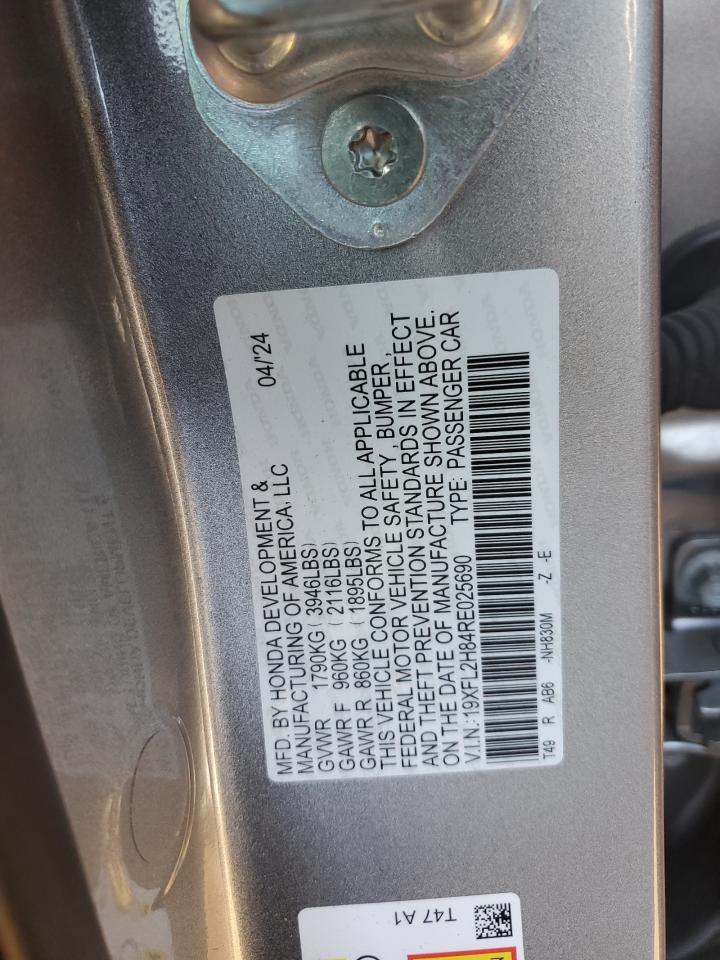 MFD. BY HONDA DEVELOPMENT &
MANUFACTURING OF AMERICA, LLC 04/'24
GVWR 1790KG ( 3946LBS)
GAWR F 960KG ( 2116LBS)
GAWR R 860KG ( 1895LBS)
THIS VEHICLE CONFORMS TO ALL APPLICABLE
FEDERAL MOTOR VEHICLE SAFETY, BUMPER,
AND THEFT PREVENTION STANDARDS IN EFFECT
ON THE DATE OF MANUFACTURE SHOWN ABOVE.
V.I.N.:19XFL2H84RE025690 TYPE: PASSENGER CAR
T49 R AB6 -NH830M -Z -E
T47 A1